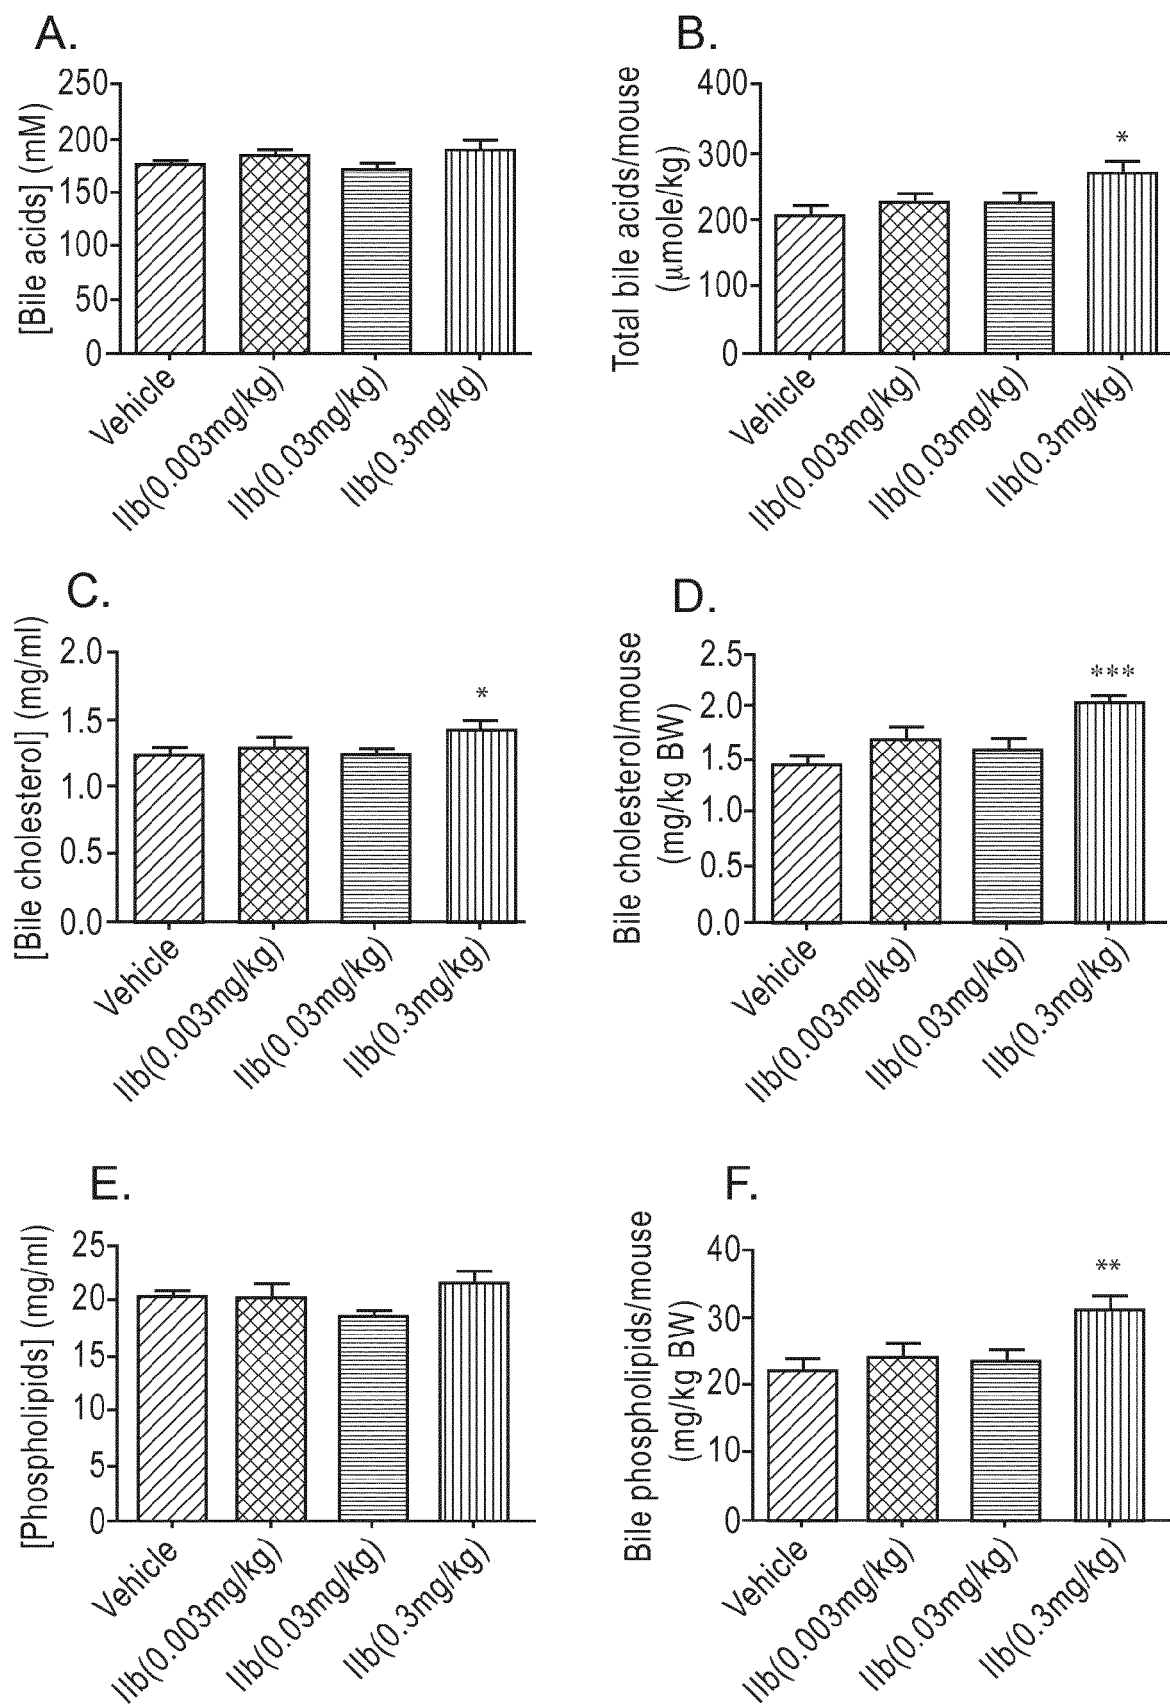 A.
[Bile acids] (mM)
250
200
150
100
50
0
Vehicle
IIb(0.003mg/kg)
IIb(0.03mg/kg)
IIb(0.3mg/kg)
B.
Total bile acids/mouse
(µmole/kg)
400
300
200
100
0
*
Vehicle
IIb(0.003mg/kg)
IIb(0.03mg/kg)
IIb(0.3mg/kg)
C.
[Bile cholesterol] (mg/ml)
2.0
1.5
1.0
0.5
0.0
*
Vehicle
IIb(0.003mg/kg)
IIb(0.03mg/kg)
IIb(0.3mg/kg)
D.
Bile cholesterol/mouse
(mg/kg BW)
2.5
2.0
1.5
1.0
0.5
0.0
***
Vehicle
IIb(0.003mg/kg)
IIb(0.03mg/kg)
IIb(0.3mg/kg)
E.
[Phospholipids] (mg/ml)
25
20
15
10
5
0
Vehicle
IIb(0.003mg/kg)
IIb(0.03mg/kg)
IIb(0.3mg/kg)
F.
Bile phospholipids/mouse
(mg/kg BW)
40
30
20
10
0
**
Vehicle
IIb(0.003mg/kg)
IIb(0.03mg/kg)
IIb(0.3mg/kg)